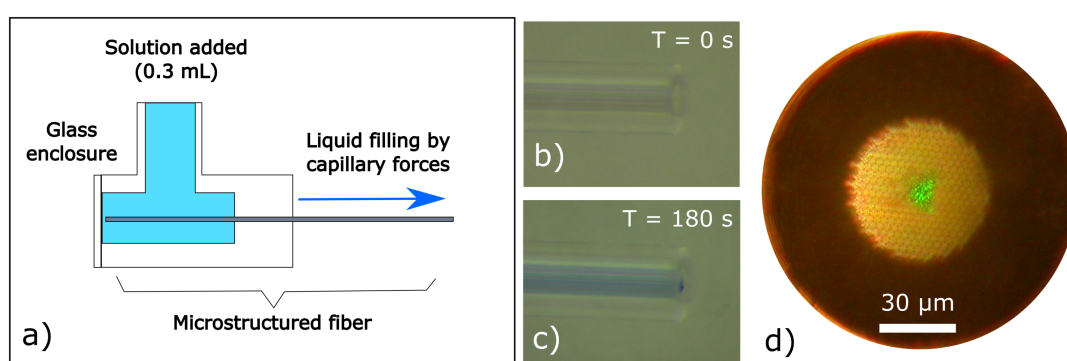 Solution added
(0.3 mL)
Glass
enclosure
Liquid filling by
capillary forces
Microstructured fiber
a)
T = 0 s
b)
T = 180 s
c)
30 µm
d)